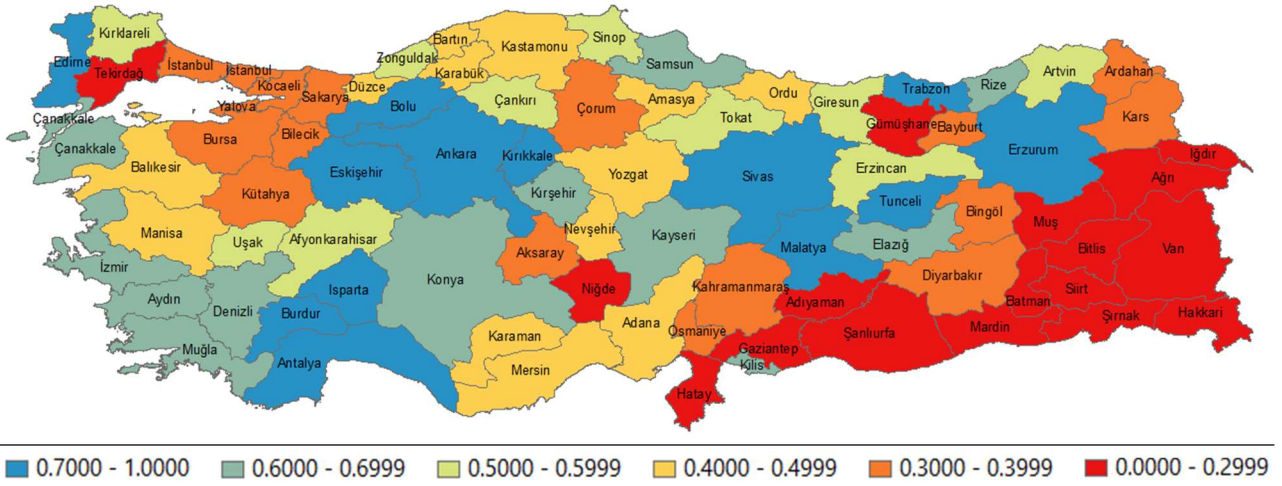 Kırklareli
Edirne
Tekirdağ
İstanbul
İstanbul
Kocaeli
Yalova
Sakarya
Düzce
Zonguldak
Bartın
Karabük
Kastamonu
Sinop
Samsun
Çankırı
Bolu
Çorum
Amasya
Ordu
Tokat
Giresun
Trabzon
Gümüşhane
Bayburt
Rize
Artvin
Ardahan
Kars
Iğdır
Ağrı
Erzurum
Çanakkale
Çanakkale
Balıkesir
Bursa
Bilecik
Kütahya
Eskişehir
Ankara
Kırıkkale
Kırşehir
Yozgat
Sivas
Erzincan
Tunceli
Bingöl
Muş
Bitlis
Van
Manisa
Uşak
Afyonkarahisar
Konya
Aksaray
Nevşehir
Niğde
Kayseri
Malatya
Elazığ
Diyarbakır
Batman
Siirt
Şırnak
Hakkari
İzmir
Aydın
Denizli
Muğla
Burdur
Isparta
Antalya
Karaman
Mersin
Adana
Osmaniye
Kahramanmaraş
Adıyaman
Gaziantep
Kilis
Hatay
Şanlıurfa
Mardin
0.7000 - 1.0000
0.6000 - 0.6999
0.5000 - 0.5999
0.4000 - 0.4999
0.3000 - 0.3999
0.0000 - 0.2999